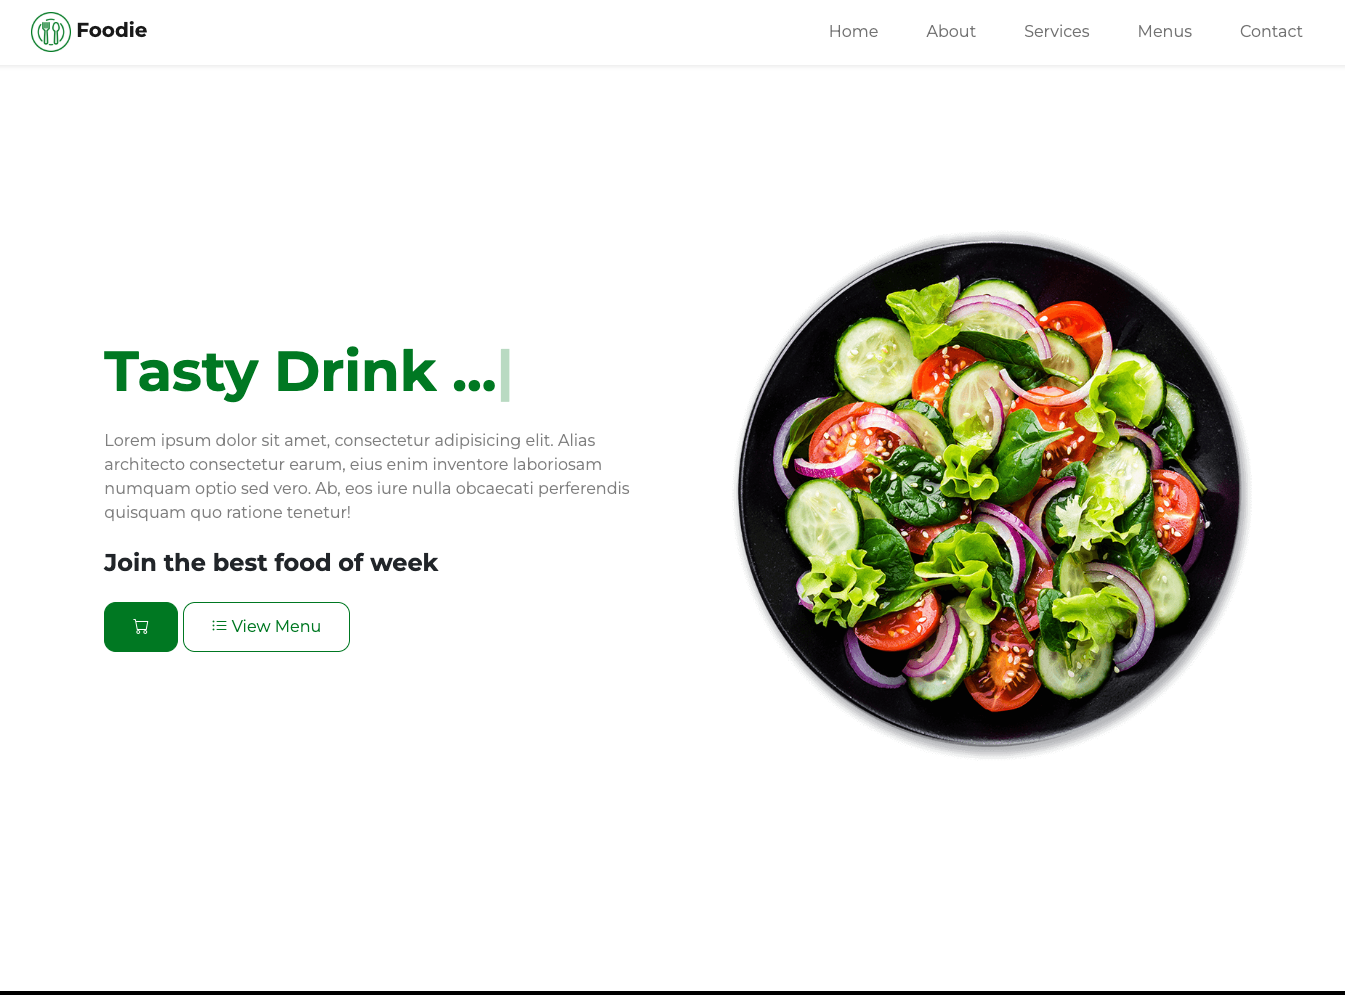 Foodie
Home About Services Menus Contact
Tasty Drink ...
Lorem ipsum dolor sit amet, consectetur adipisicing elit. Alias
architecto consectetur earum, eius enim inventore laboriosam
numquam optio sed vero. Ab, eos iure nulla obcaecati perferendis
quisquam quo ratione tenetur!
Join the best food of week
View Menu